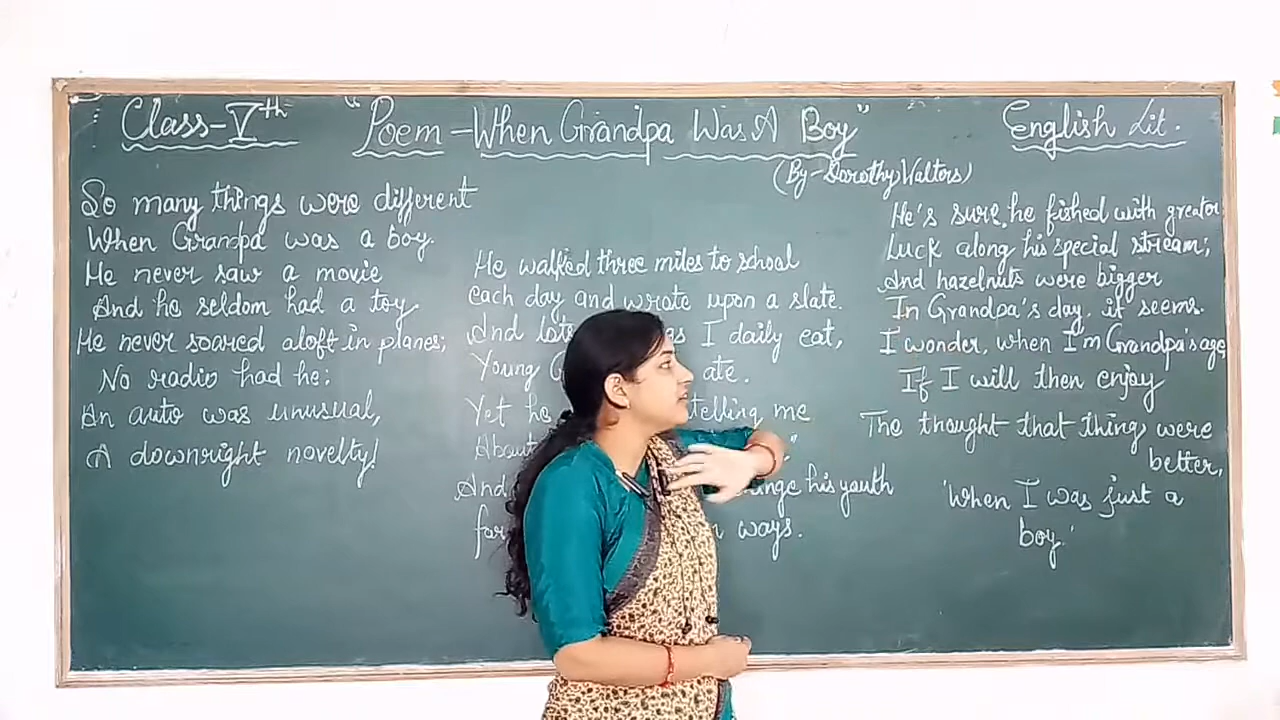 Class-Vth
"Poem-When Grandpa Was A Boy"
English Lit.
(By-Dorothy Walters)
So many things were different
When Grandpa was a boy.
He never saw a movie
And he seldom had a toy
He never soared aloft in planes;
No radio had he;
An auto was unusual,
A downright novelty!
He walked three miles to school
each day and wrote upon a slate.
And lots I daily eat,
Young ate.
Yet he telling me
About "
And his youth
for ways.
He's sure, he fished with greater
Luck along his special stream;
And hazelnuts were bigger
In Grandpa's day, it seems.
I wonder, when I'm Grandpa's age
If I will then enjoy
The thought that thing were
better,
'When I was just a
boy.'